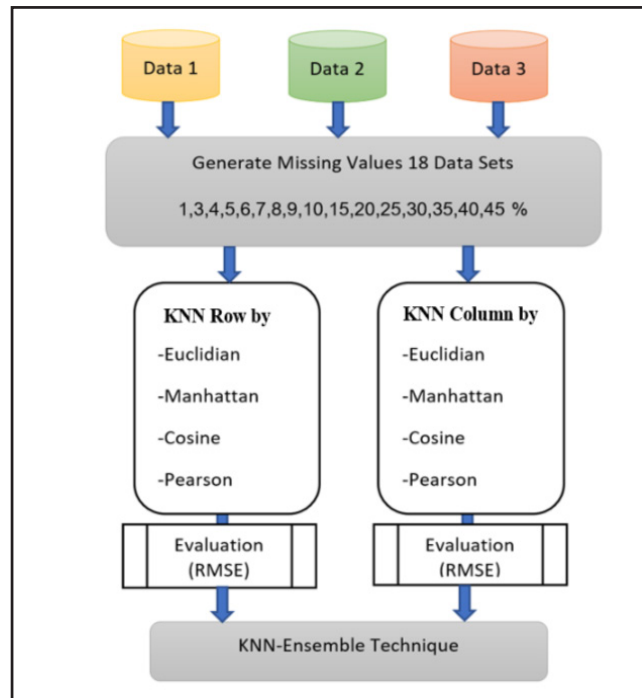 Data 1
Data 2
Data 3
Generate Missing Values 18 Data Sets
1,3,4,5,6,7,8,9,10,15,20,25,30,35,40,45 %
KNN Row by
-Euclidian
-Manhattan
-Cosine
-Pearson
KNN Column by
-Euclidian
-Manhattan
-Cosine
-Pearson
Evaluation
(RMSE)
Evaluation
(RMSE)
KNN-Ensemble Technique